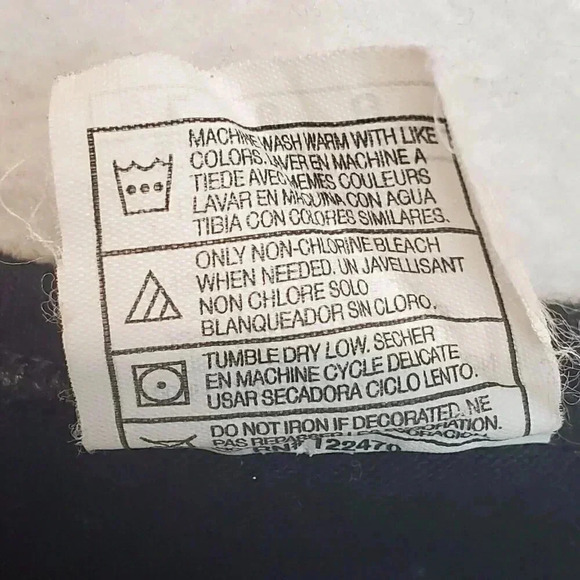 MACHINE WASH WARM WITH LIKE
COLORS. LAVER EN MACHINE A
TIEDE AVEC MEMES COULEURS
LAVAR EN MAQUINA CON AGUA
TIBIA CON COLORES SIMILARES.
ONLY NON-CHLORINE BLEACH
WHEN NEEDED. UN JAVELLISANT
NON CHLORE SOLO
BLANQUEADOR SIN CLORO.
TUMBLE DRY LOW. SECHER
EN MACHINE CYCLE DELICATE
USAR SECADORA CICLO LENTO.
DO NOT IRON IF DECORATED. NE
PAS
RN# 122470